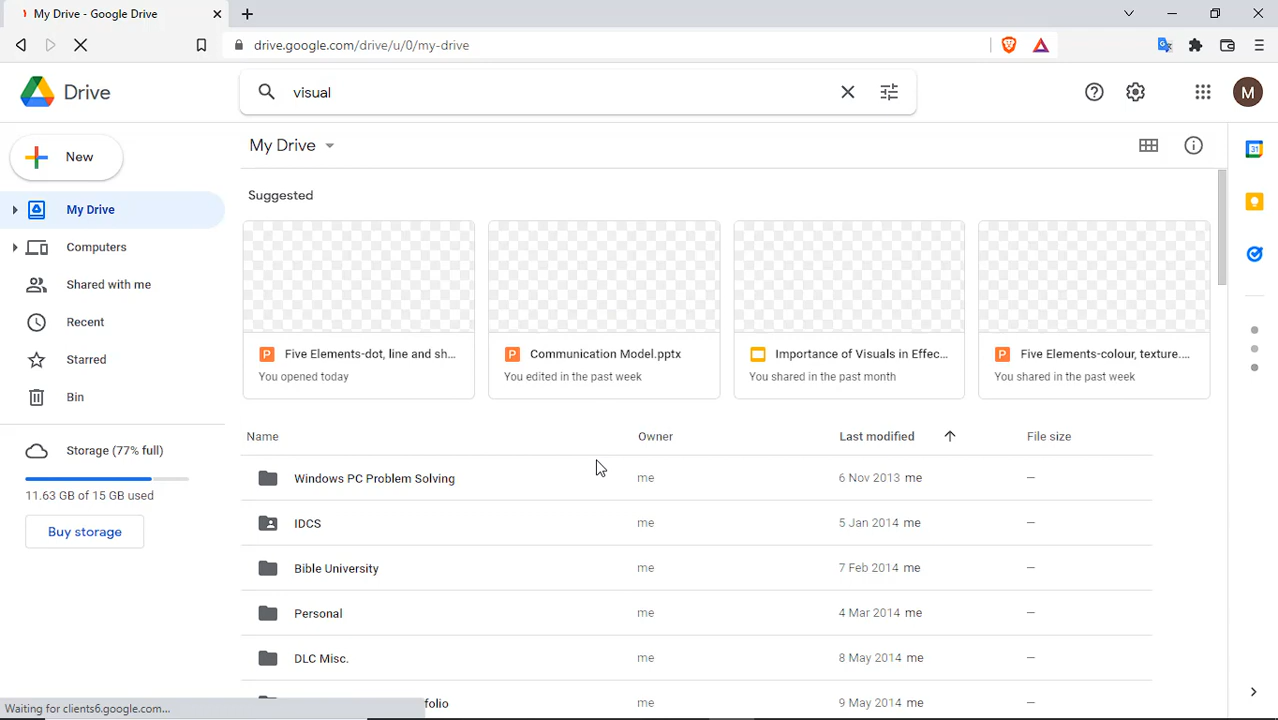 My Drive - Google Drive
drive.google.com/drive/u/0/my-drive
Drive
visual
M
New
My Drive
Computers
Shared with me
Recent
Starred
Bin
Storage (77% full)
11.63 GB of 15 GB used
Buy storage
My Drive
Suggested
P Five Elements-dot, line and sh...
You opened today
P Communication Model.pptx
You edited in the past week
Importance of Visuals in Effec...
You shared in the past month
P Five Elements-colour, texture....
You shared in the past week
Name Owner Last modified File size
Windows PC Problem Solving me 6 Nov 2013 me —
IDCS me 5 Jan 2014 me —
Bible University me 7 Feb 2014 me —
Personal me 4 Mar 2014 me —
DLC Misc. me 8 May 2014 me —
folio me 9 May 2014 me —
31
Waiting for clients6.google.com...